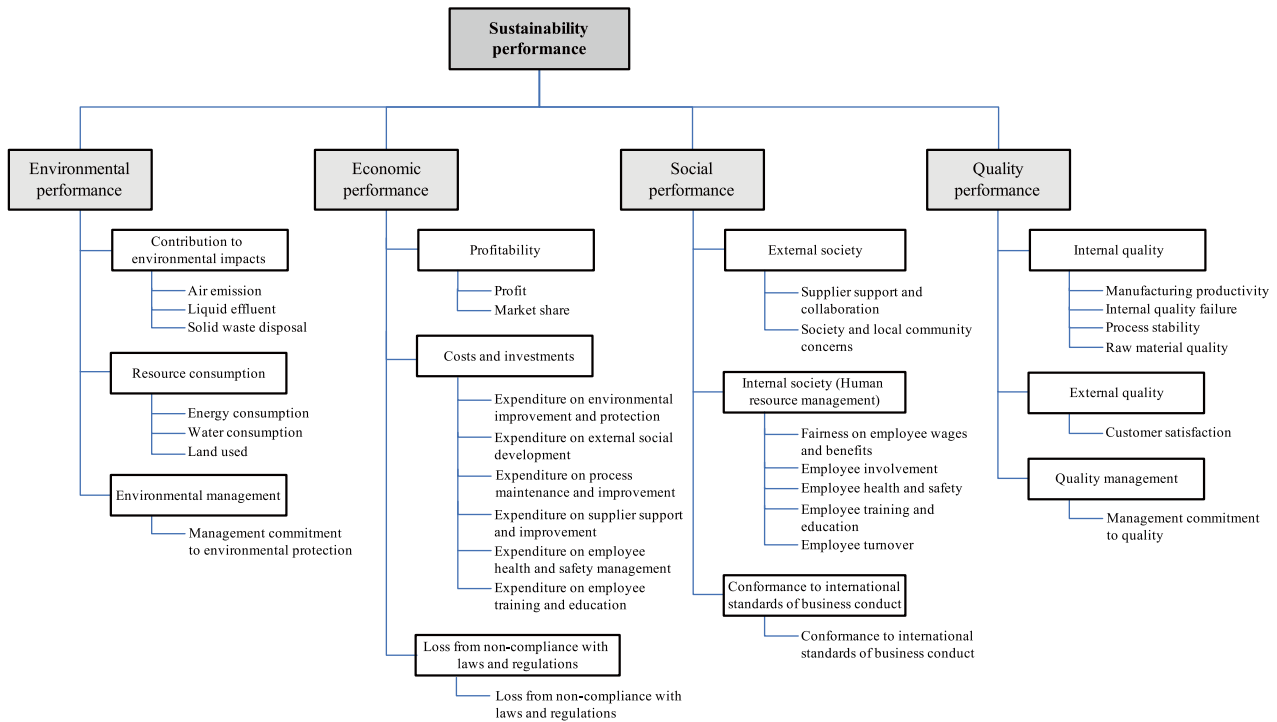 Sustainability
performance
Environmental
performance
Contribution to
environmental impacts
Air emission
Liquid effluent
Solid waste disposal
Resource consumption
Energy consumption
Water consumption
Land used
Environmental management
Management commitment
to environmental protection
Economic
performance
Profitability
Profit
Market share
Costs and investments
Expenditure on environmental
improvement and protection
Expenditure on external social
development
Expenditure on process
maintenance and improvement
Expenditure on supplier support
and improvement
Expenditure on employee
health and safety management
Expenditure on employee
training and education
Loss from non-compliance with
laws and regulations
Loss from non-compliance with
laws and regulations
Social
performance
External society
Supplier support and
collaboration
Society and local community
concerns
Internal society (Human
resource management)
Fairness on employee wages
and benefits
Employee involvement
Employee health and safety
Employee training and
education
Employee turnover
Conformance to international
standards of business conduct
Conformance to international
standards of business conduct
Quality
performance
Internal quality
Manufacturing productivity
Internal quality failure
Process stability
Raw material quality
External quality
Customer satisfaction
Quality management
Management commitment
to quality